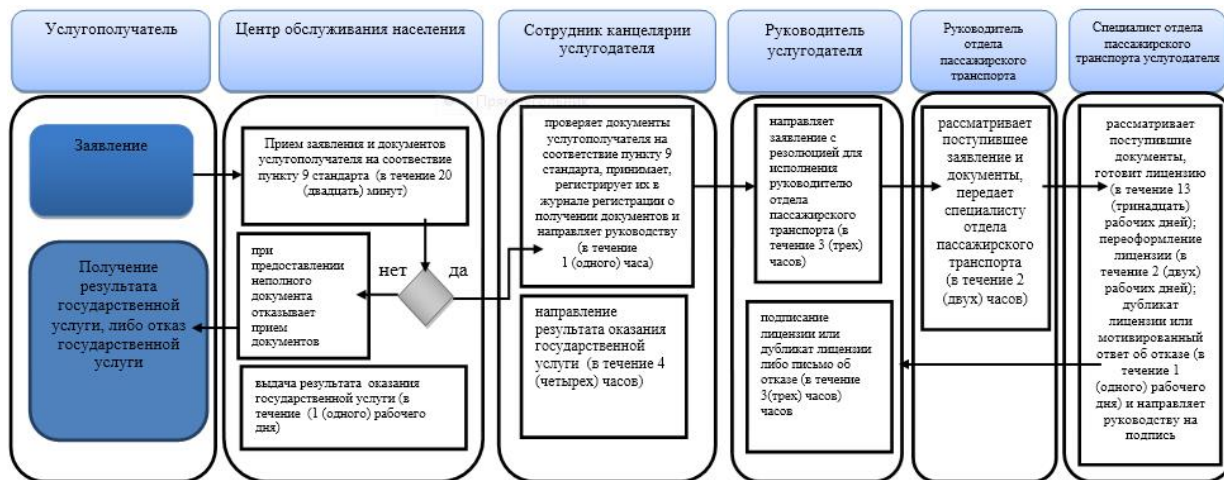 Услугополучатель
Центр обслуживания населения
Сотрудник канцелярии
услугодателя
Руководитель
услугодателя
Руководитель
отдела
пассажирского
транспорта
Специалист отдела
пассажирского
транспорта услугодателя
Заявление
Получение
результата
государственной
услуги, либо отказ
государственной
услуги
Прием заявления и документов
услугополучателя на соотвествие
пункту 9 стандарта (в течение 20
(двадцать) минут)
при
предоставлении
неполного
документа
отказывает
прием
документов
нет
да
выдача результата оказания
государственной услуги (в
течение (1 (одного) рабочего
дня)
проверяет документы
услугополучателя на
соответствие пункту 9
стандарта, принимает,
регистрирует их в
журнале регистрации о
получении документов и
направляет руководству
(в течение
1 (одного) часа)
направление
результата оказания
государственной
услуги (в течение 4
(четырех) часов)
направляет
заявление с
резолюцией для
исполнения
руководителю
отдела
пассажирского
транспорта (в
течение 3 (трех)
часов)
подписание
лицензии или
дубликат лицензии
либо письмо об
отказе (в течение
3(трех) часов)
часов
рассматривает
поступившее
заявление и
документы,
передает
специалисту
отдела
пассажирского
транспорта
(в течение 2
(двух) часов)
рассматривает
поступившие
документы,
готовит лицензию
(в течение 13
(тринадцать)
рабочих дней);
переоформление
лицензии (в
течение 2 (двух)
рабочих дней);
дубликат
лицензии или
мотивированный
ответ об отказе (в
течение 1
(одного) рабочего
дня) и направляет
руководству на
подпись